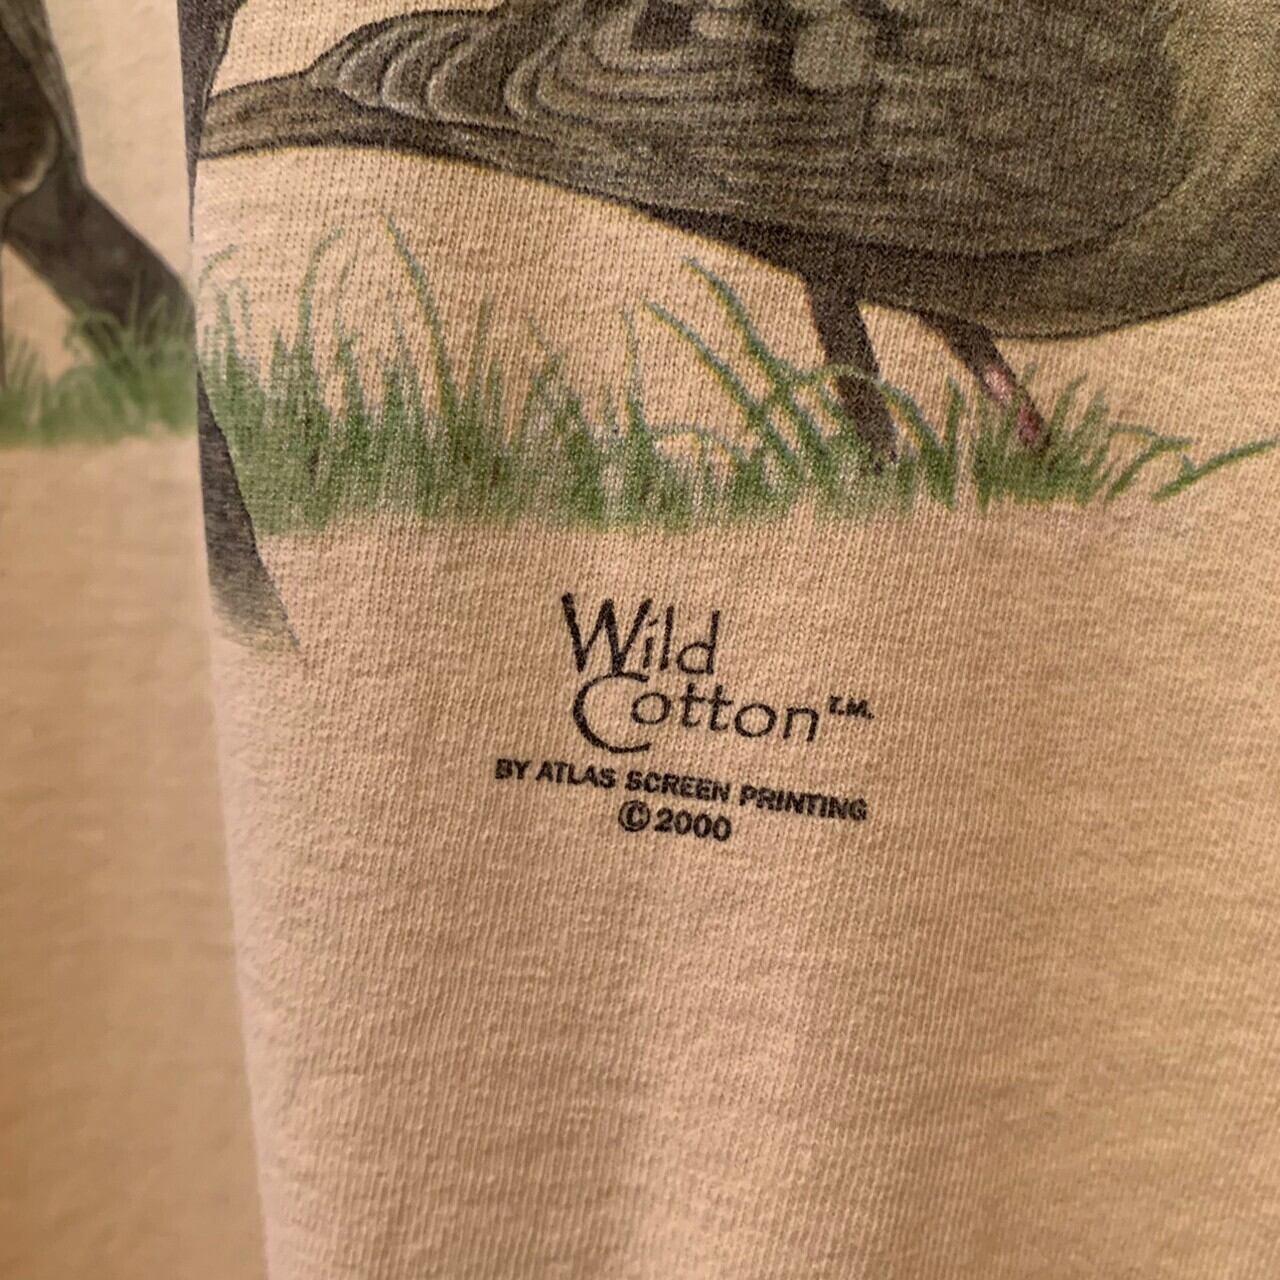 Wild
Cotton T.M.
BY ATLAS SCREEN PRINTING
©2000